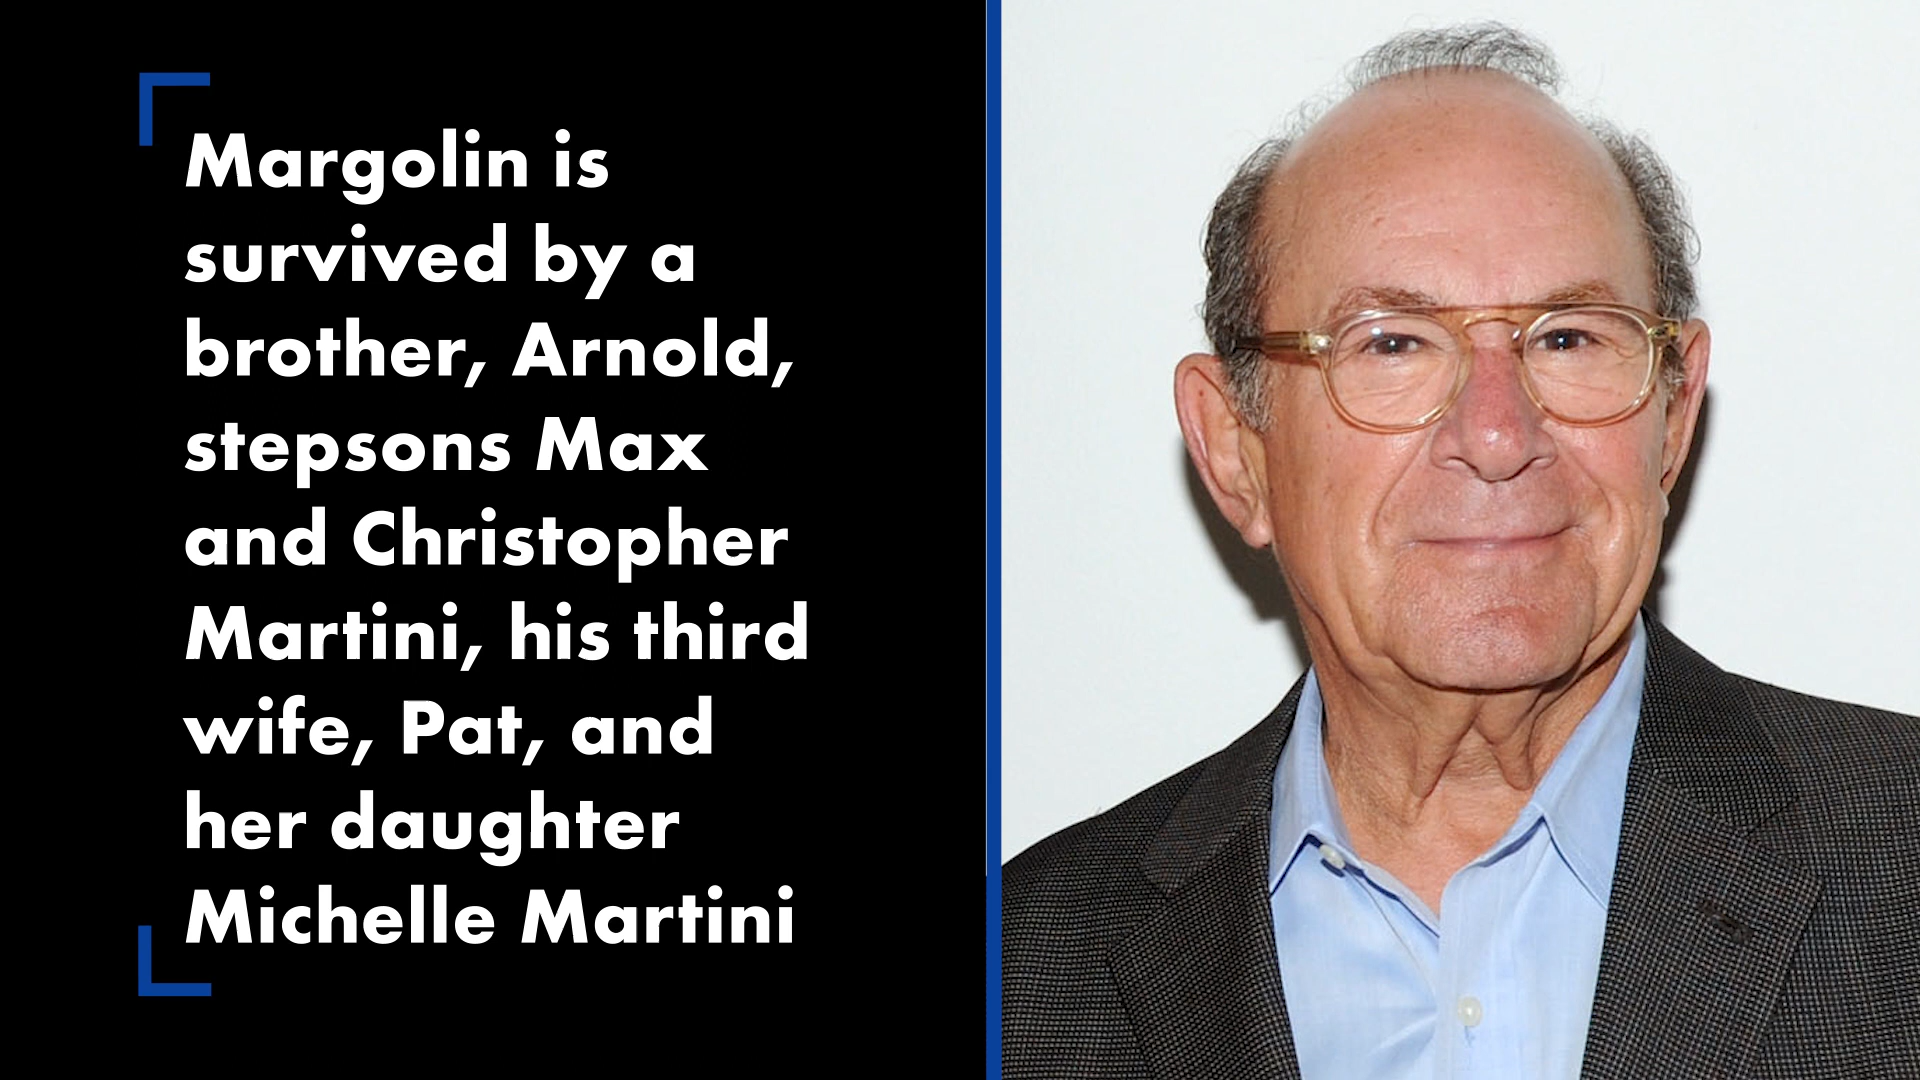 Margolin is
survived by a
brother, Arnold,
stepsons Max
and Christopher
Martini, his third
wife, Pat, and
her daughter
Michelle Martini